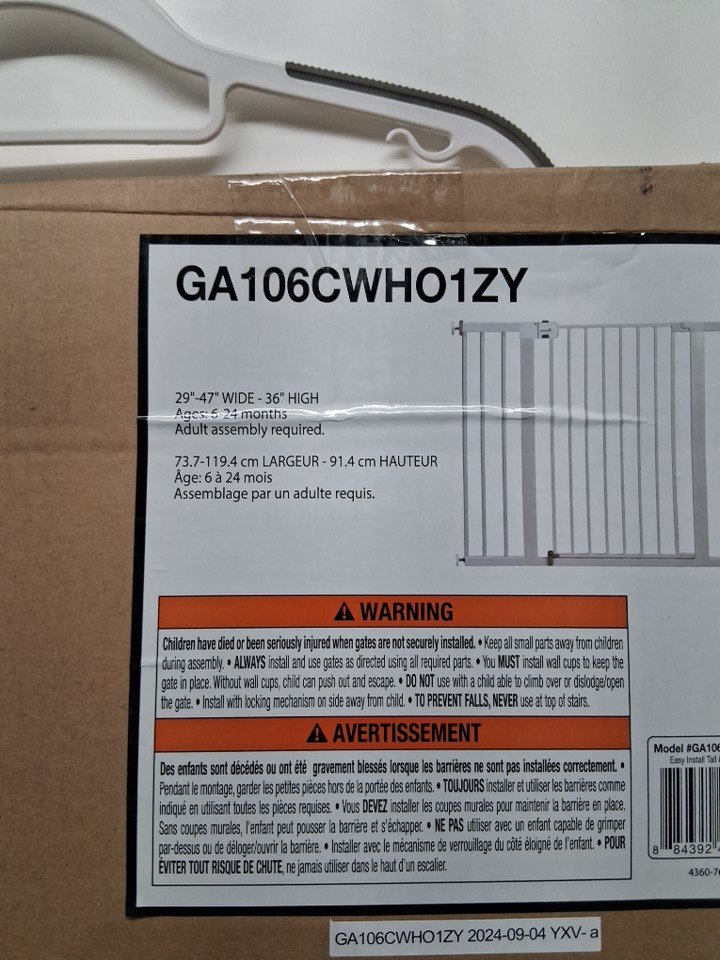 GA106CWHO1ZY
29"-47" WIDE - 36" HIGH
Ages: 6-24 months
Adult assembly required.
73.7-119.4 cm LARGEUR - 91.4 cm HAUTEUR
Âge: 6 à 24 mois
Assemblage par un adulte requis.
WARNING
Children have died or been seriously injured when gates are not securely installed. • Keep all small parts away from children
during assembly. • ALWAYS install and use gates as directed using all required parts. • You MUST install wall cups to keep the
gate in place. Without wall cups, child can push out and escape. • DO NOT use with a child able to climb over or dislodge/open
the gate. • Install with locking mechanism on side away from child. • TO PREVENT FALLS, NEVER use at top of stairs.
AVERTISSEMENT
Des enfants sont décédés ou ont été gravement blessés lorsque les barrières ne sont pas installées correctement. •
Pendant le montage, garder les petites pièces hors de la portée des enfants. • TOUJOURS installer et utiliser les barrières comme
indiqué en utilisant toutes les pièces requises. • Vous DEVEZ installer les coupes murales pour maintenir la barrière en place.
Sans coupes murales, l'enfant peut pousser la barrière et s'échapper. • NE PAS utiliser avec un enfant capable de grimper
par-dessus ou de déloger/ouvrir la barrière. • Installer avec le mécanisme de verrouillage du côté éloigné de l'enfant. • POUR
ÉVITER TOUT RISQUE DE CHUTE, ne jamais utiliser dans le haut d'un escalier.
Model #GA106
Easy Install Tall
8 84392
4360-
GA106CWHO1ZY 2024-09-04 YXV- a